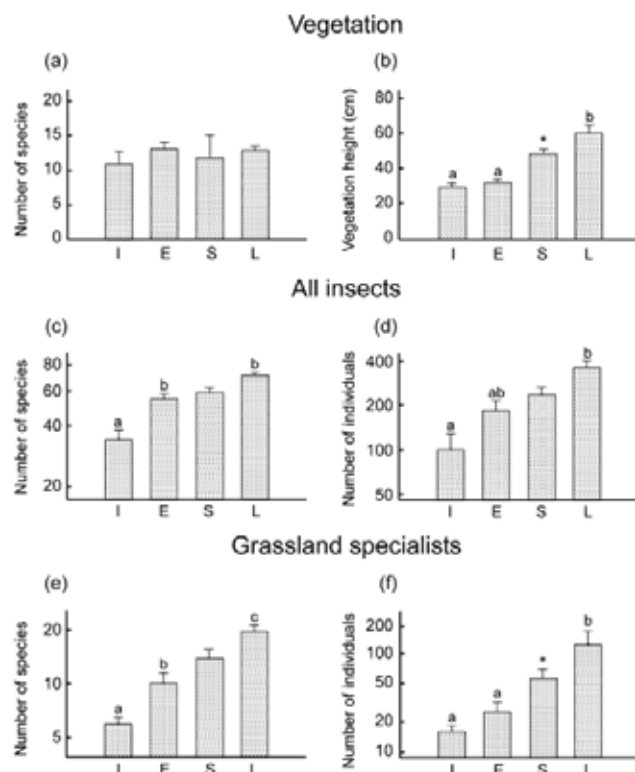 Vegetation
(a) (b)
Number of species
20
15
10
5
0
I E S L
Vegetation height (cm)
80
60
40
20
0
a a * b
I E S L
All insects
(c) (d)
Number of species
80
60
40
20
a b b
I E S L
Number of individuals
400
200
100
50
a ab b
I E S L
Grassland specialists
(e) (f)
Number of species
20
10
5
a b c
I E S L
Number of individuals
200
100
50
20
10
a a * b
I E S L